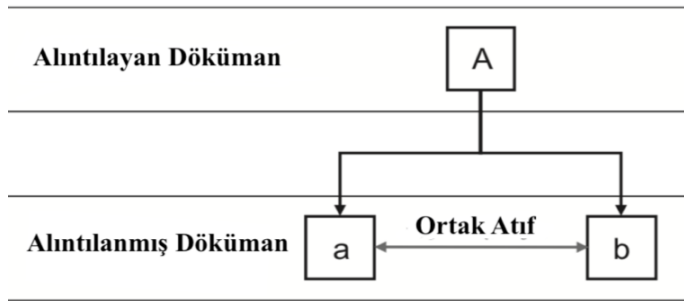 Alıntılayan Döküman
A
Ortak Atıf
Alıntılanmış Döküman
a
b